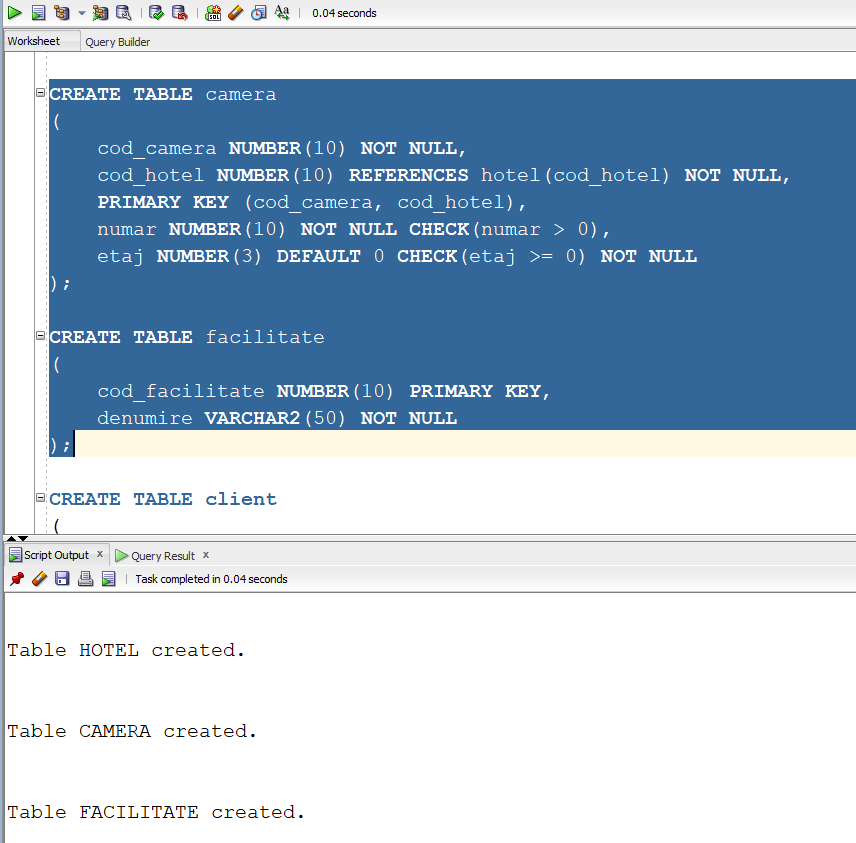 0.04 seconds
Worksheet Query Builder
CREATE TABLE camera
(
    cod_camera NUMBER(10) NOT NULL,
    cod_hotel NUMBER(10) REFERENCES hotel(cod_hotel) NOT NULL,
    PRIMARY KEY (cod_camera, cod_hotel),
    numar NUMBER(10) NOT NULL CHECK(numar > 0),
    etaj NUMBER(3) DEFAULT 0 CHECK(etaj >= 0) NOT NULL
);
CREATE TABLE facilitate
(
    cod_facilitate NUMBER(10) PRIMARY KEY,
    denumire VARCHAR2(50) NOT NULL
);
CREATE TABLE client
(
Script Output x Query Result x
Task completed in 0.04 seconds
Table HOTEL created.
Table CAMERA created.
Table FACILITATE created.